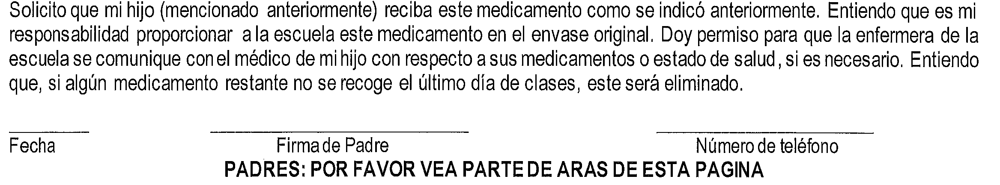 Solicito que mi hijo (mencionado anteriormente) reciba este medicamento como se indicó anteriormente. Entiendo que es mi
responsabilidad proporcionar a la escuela este medicamento en el envase original. Doy permiso para que la enfermera de la
escuela se comunique con el médico de mi hijo con respecto a sus medicamentos o estado de salud, si es necesario. Entiendo
que, si algún medicamento restante no se recoge el último día de clases, este será eliminado.
Fecha Firma de Padre Número de teléfono
PADRES: POR FAVOR VEA PARTE DE ARAS DE ESTA PAGINA